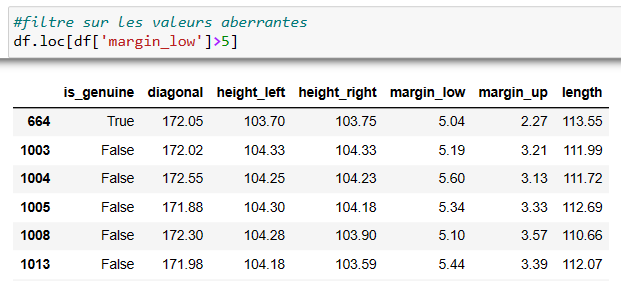 #filtre sur les valeurs aberrantes
df.loc[df['margin_low']>5]
is_genuine diagonal height_left height_right margin_low margin_up length
664 True 172.05 103.70 103.75 5.04 2.27 113.55
1003 False 172.02 104.33 104.33 5.19 3.21 111.99
1004 False 172.55 104.25 104.23 5.60 3.13 111.72
1005 False 171.88 104.30 104.18 5.34 3.33 112.69
1008 False 172.30 104.28 103.90 5.10 3.57 110.66
1013 False 171.98 104.18 103.59 5.44 3.39 112.07